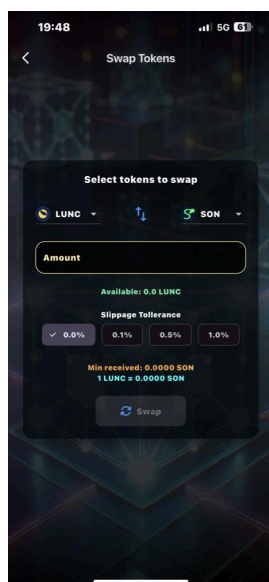 19:48
5G 61
Swap Tokens
Select tokens to swap
LUNC
SON
Amount
Available: 0.0 LUNC
Slippage Tollerance
0.0%
0.1%
0.5%
1.0%
Min received: 0.0000 SON
1 LUNC = 0.0000 SON
Swap